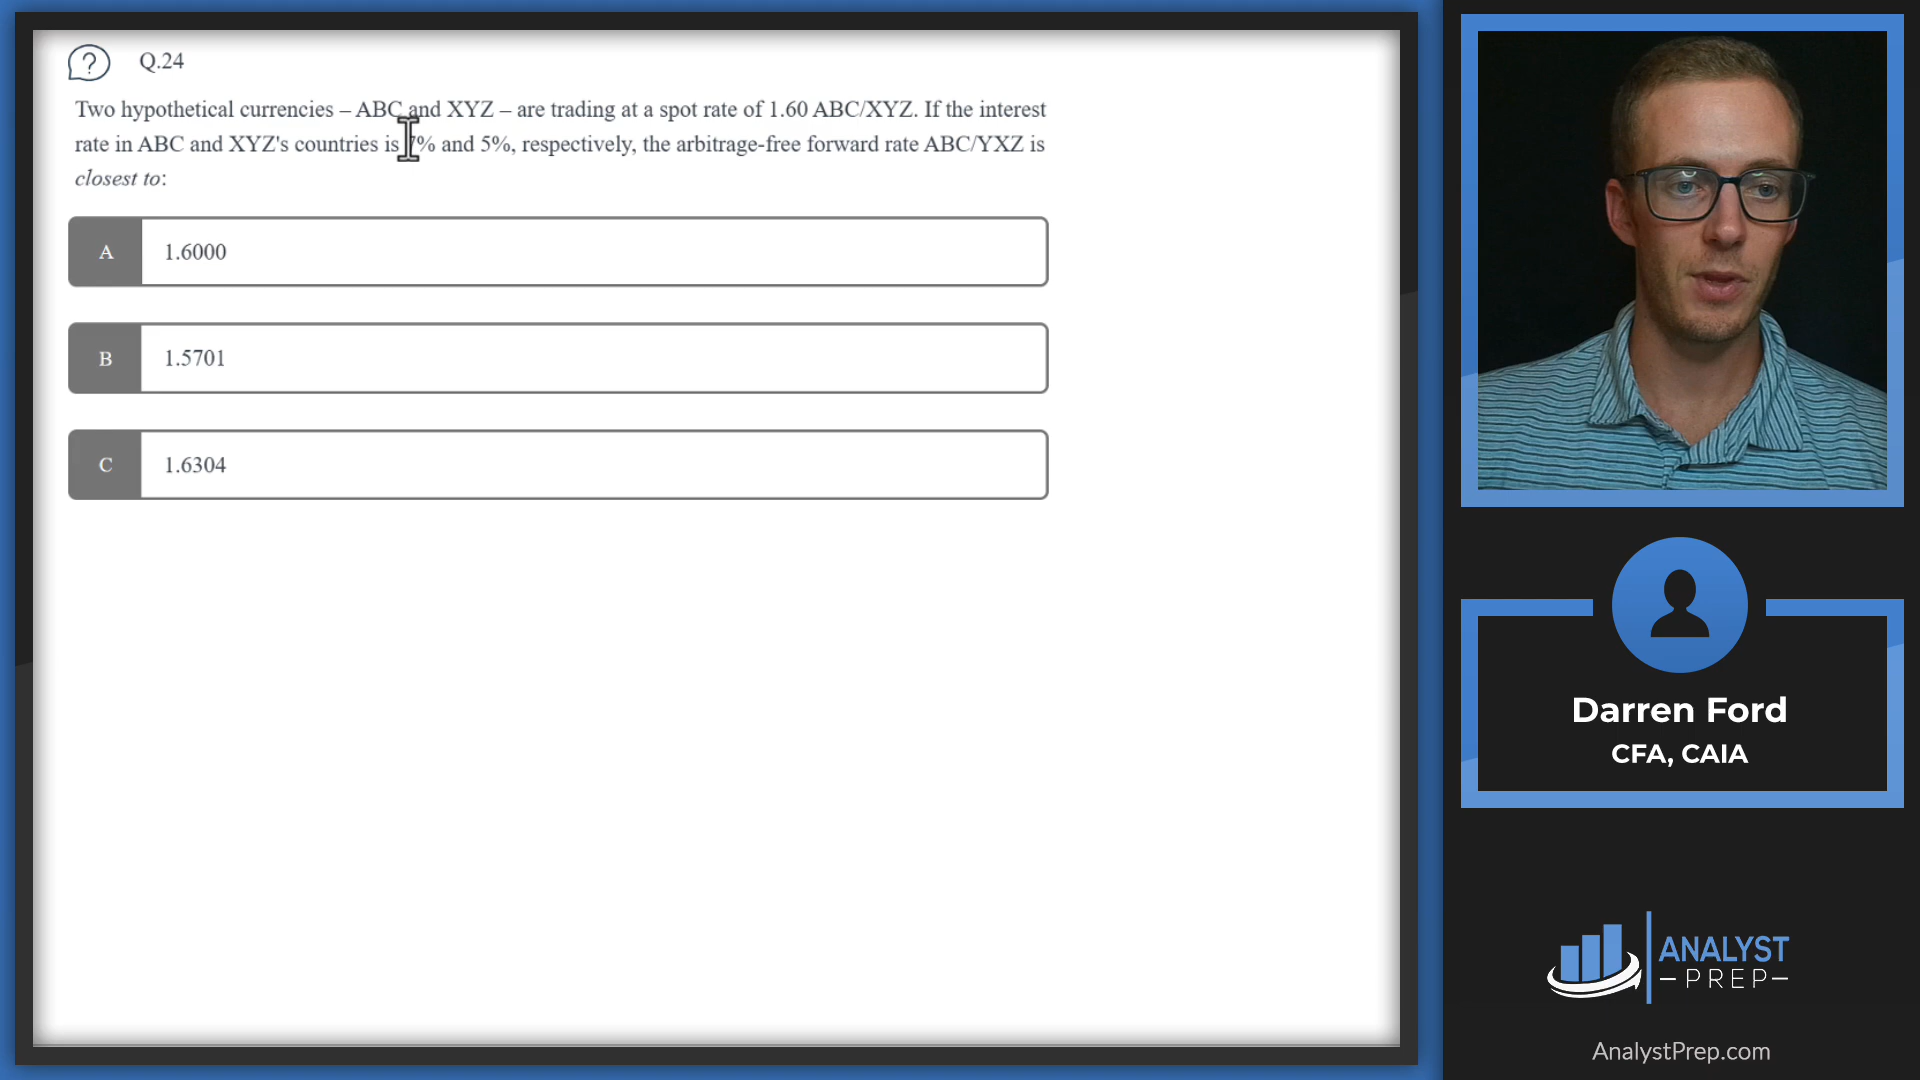 ?
Q.24
Two hypothetical currencies – ABC and XYZ – are trading at a spot rate of 1.60 ABC/XYZ. If the interest
rate in ABC and XYZ's countries is 7% and 5%, respectively, the arbitrage-free forward rate ABC/YXZ is
closest to:
A 1.6000
B 1.5701
C 1.6304
Darren Ford
CFA, CAIA
ANALYST
PREP
AnalystPrep.com